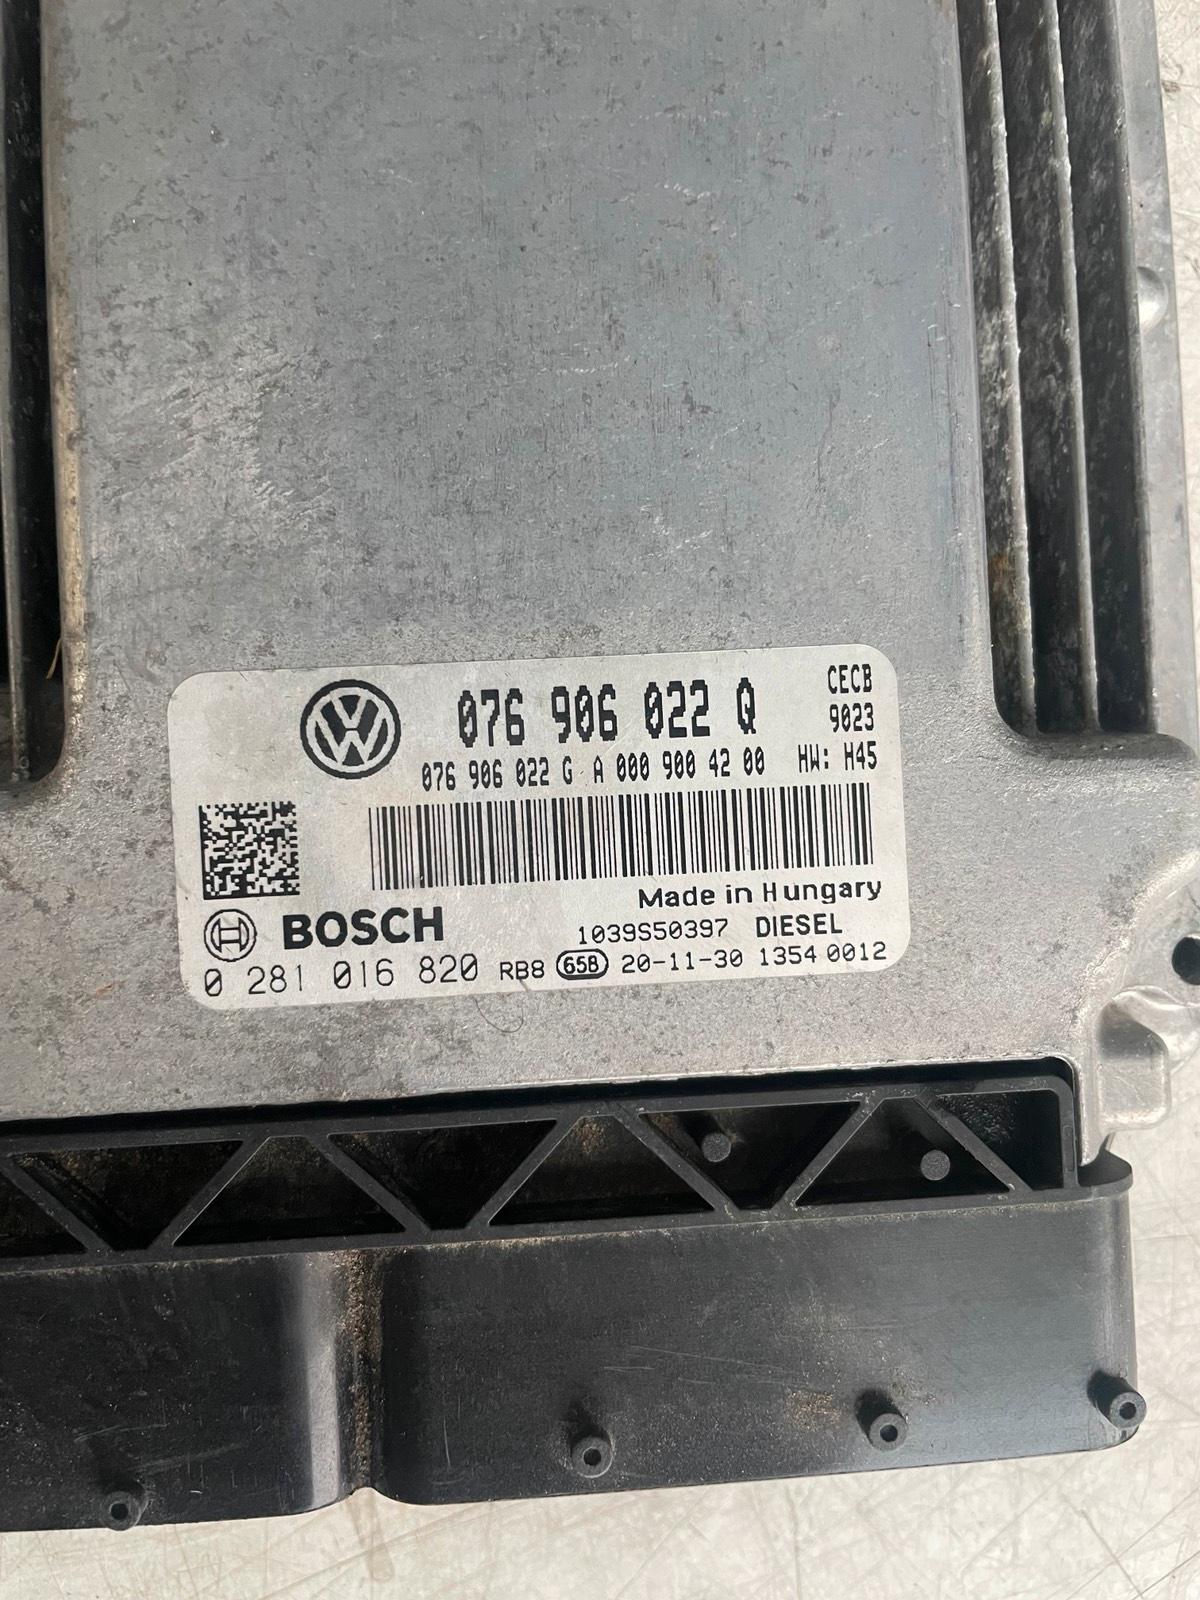 076 906 022 Q
CECB
9023
076 906 022 G A 000 900 42 00 HW: H45
Made in Hungary
BOSCH
1039S50397 DIESEL
0 281 016 820 RB8 65B 20-11-30 1354 0012